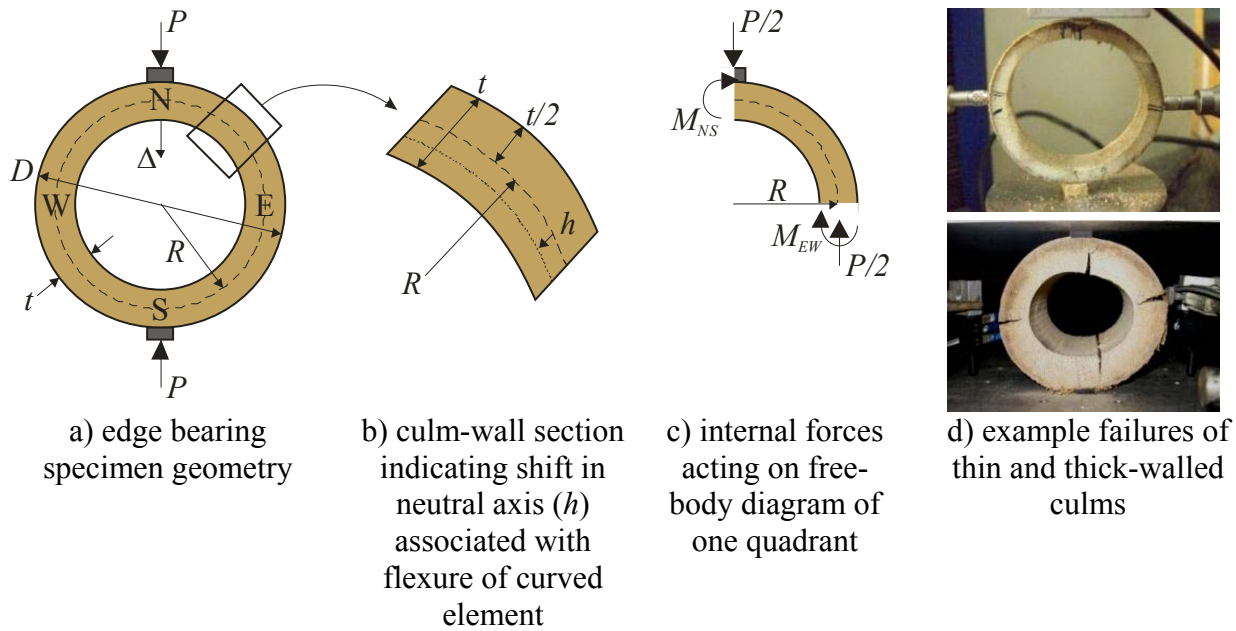 P
N
Δ
D
W
E
R
t
S
P
t
t/2
h
R
P/2
M_NS
R
M_EW
P/2
a) edge bearing
specimen geometry
b) culm-wall section
indicating shift in
neutral axis (h)
associated with
flexure of curved
element
c) internal forces
acting on free-
body diagram of
one quadrant
d) example failures of
thin and thick-walled
culms